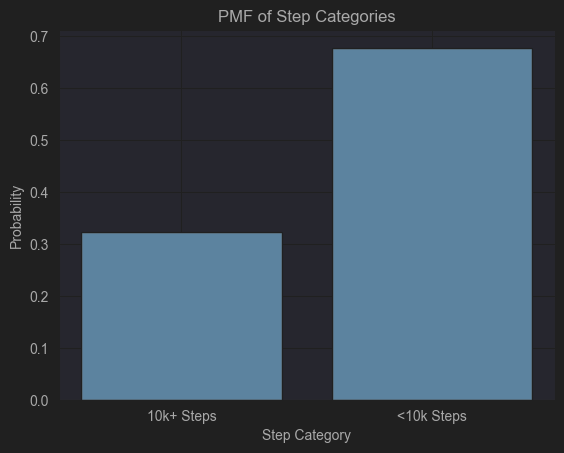 PMF of Step Categories
Probability
0.7
0.6
0.5
0.4
0.3
0.2
0.1
0.0
10k+ Steps
<10k Steps
Step Category